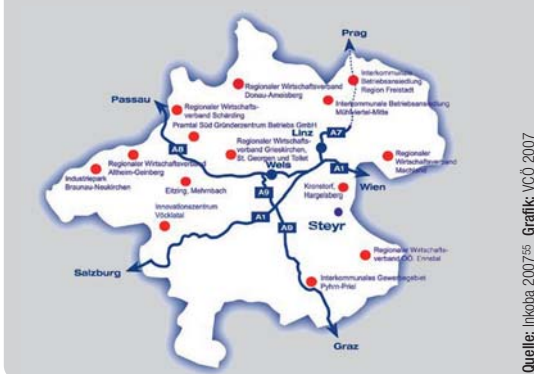 Prag
Interkommunale
Betriebsansiedlung
Region Freistadt
Regionaler Wirtschaftsverband
Donau-Ameisberg
Passau
Regionaler Wirtschafts-
verband Schärding
Interkommunale Betriebsansiedlung
Mühlviertel-Mitte
Pramtal Süd Gründerzentrum Betriebs GmbH
Linz
A7
A8
Regionaler Wirtschafts-
verband Grieskirchen,
St. Georgen und Tollet
Regionaler
Wirtschaftsverband
Machland
Regionaler Wirtschaftsverband
Altheim-Geinberg
Wels
A1
Wien
Industriepark
Braunau-Neukirchen
Eitzing, Mehrnbach
A9
Kronstorf,
Hargelsberg
Innovationszentrum
Vöcklatal
A1
A9
Steyr
Regionaler Wirtschafts-
verband OÖ. Ennstal
Salzburg
Interkommunales Gewerbegebiet
Pyhrn-Priel
Graz
Quelle: Inkoba 2007⁵⁵ Grafik: VCÖ 2007